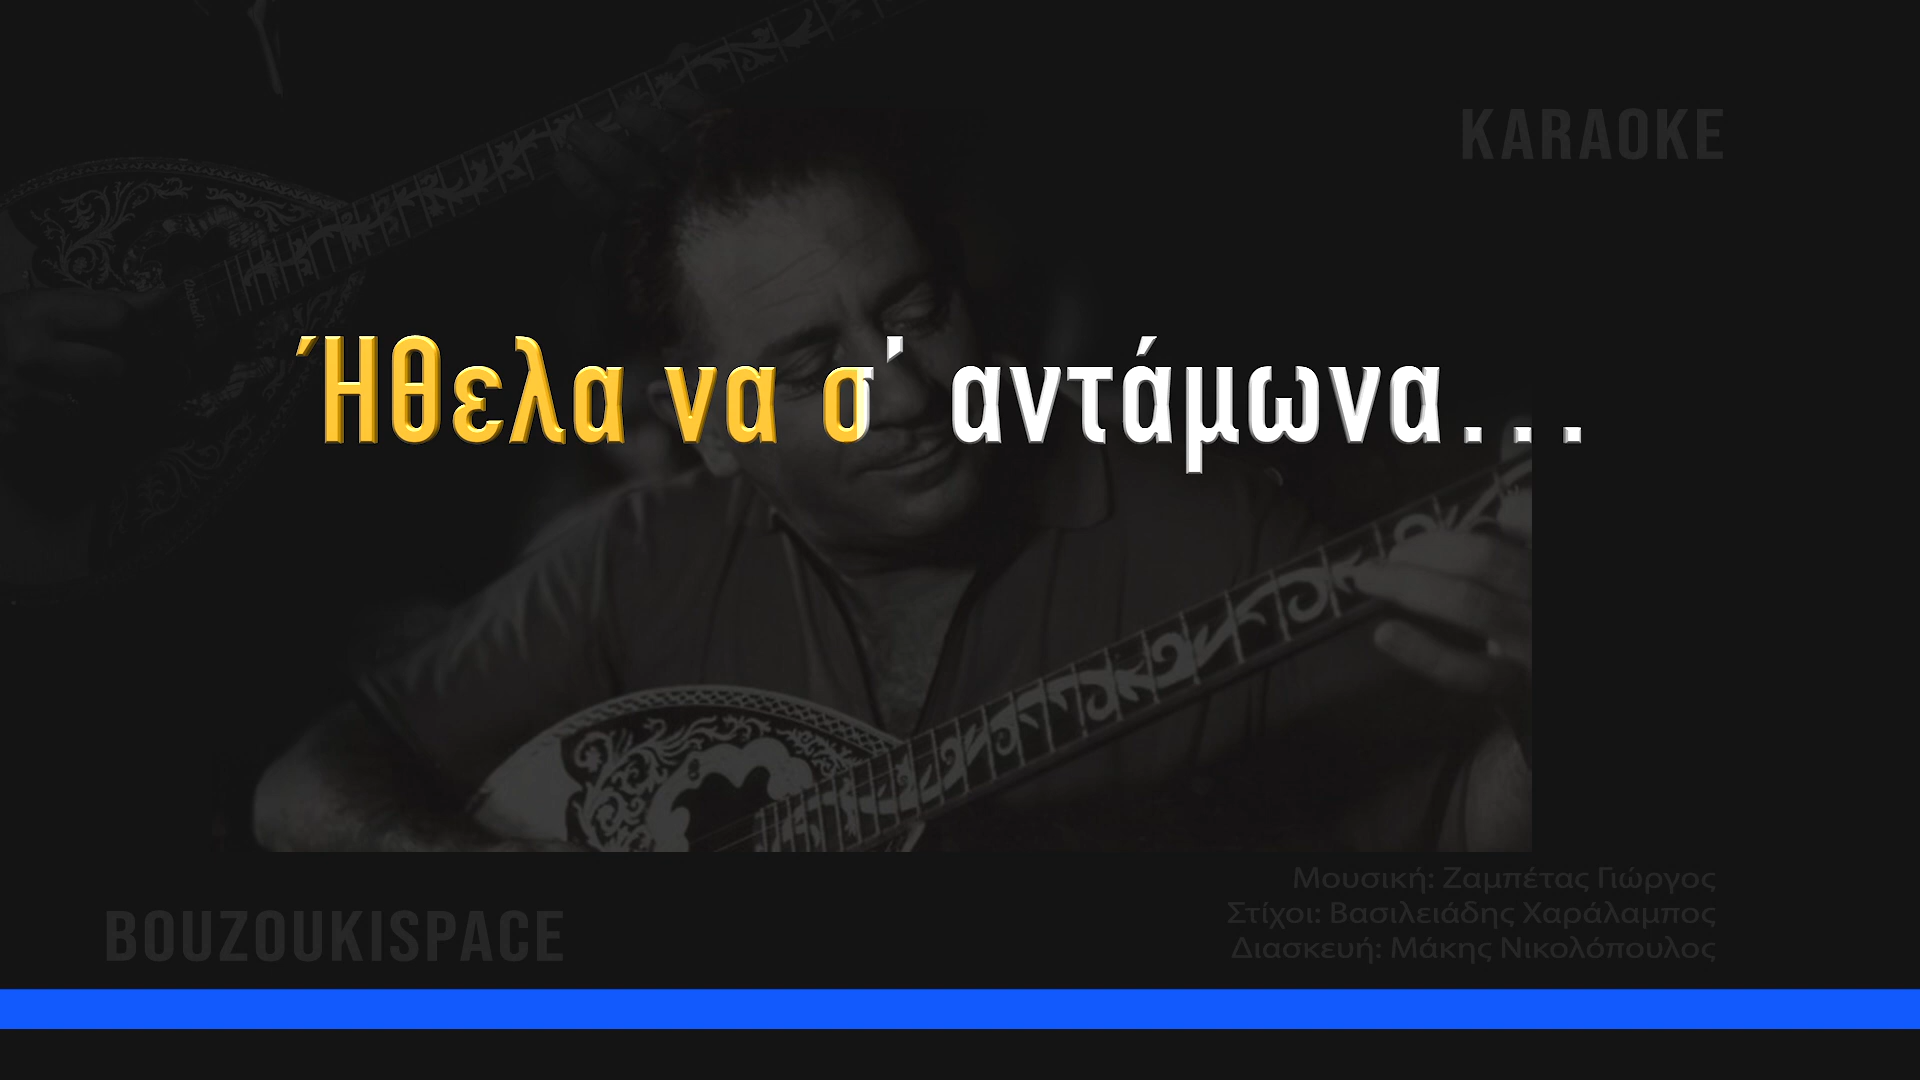 KARAOKE
Ήθελα να σ' αντάμωνα...
Μουσική: Ζαμπέτας Γιώργος
Στίχοι: Βασιλειάδης Χαράλαμπος
Διασκευή: Μάκης Νικολόπουλος
BOUZOUKISPACE